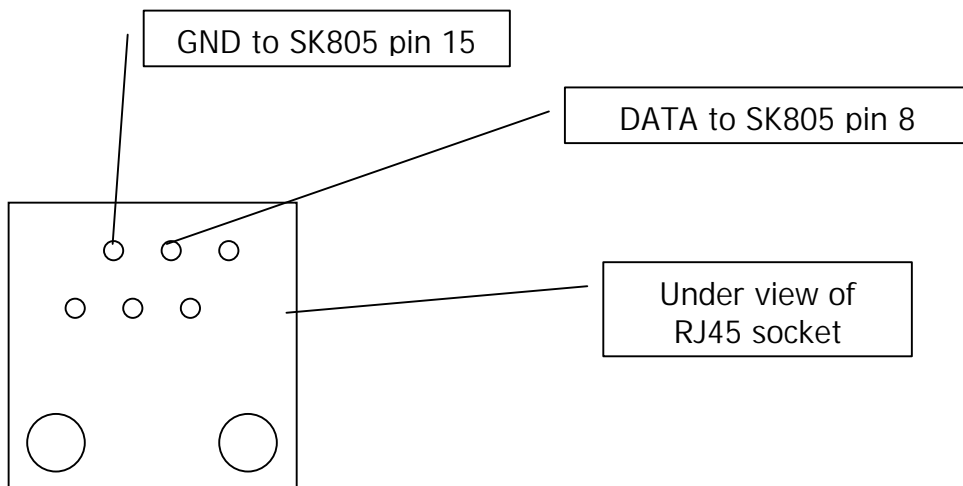 GND to SK805 pin 15
DATA to SK805 pin 8
Under view of
RJ45 socket